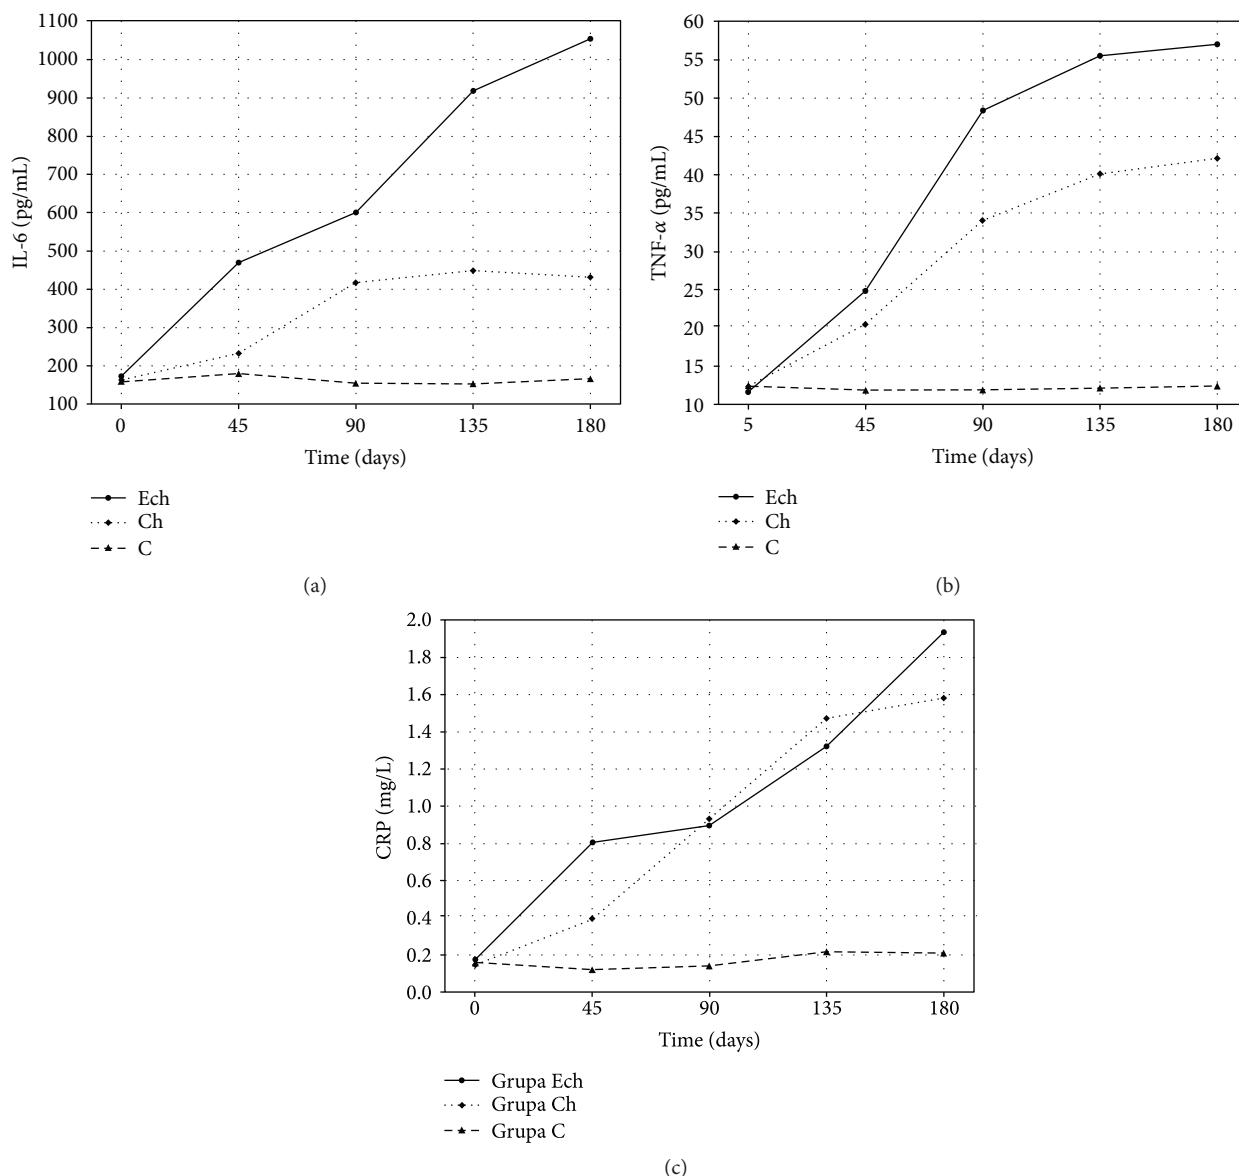 1100
1000
900
800
700
600
500
400
300
200
100
IL-6 (pg/mL)
0 45 90 135 180
Time (days)
Ech
Ch
C
(a)
60
55
50
45
40
35
30
25
20
15
10
TNF-α (pg/mL)
5 45 90 135 180
Time (days)
Ech
Ch
C
(b)
2.0
1.8
1.6
1.4
1.2
1.0
0.8
0.6
0.4
0.2
0.0
CRP (mg/L)
0 45 90 135 180
Time (days)
Grupa Ech
Grupa Ch
Grupa C
(c)